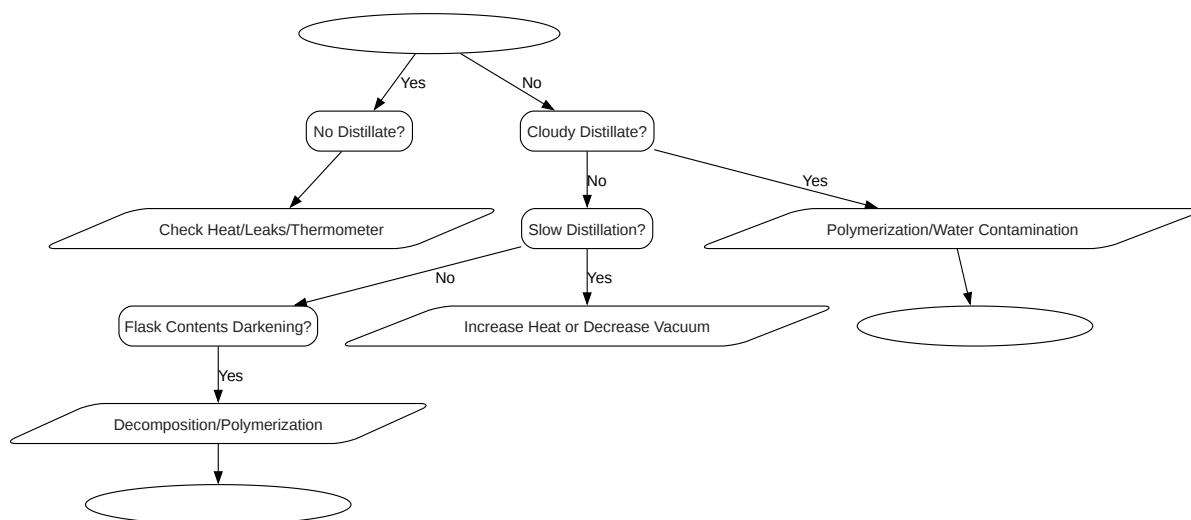 Yes
No
No Distillate?
Cloudy Distillate?
No
Yes
Check Heat/Leaks/Thermometer
Slow Distillation?
Polymerization/Water Contamination
No
Yes
Flask Contents Darkening?
Increase Heat or Decrease Vacuum
Yes
Decomposition/Polymerization